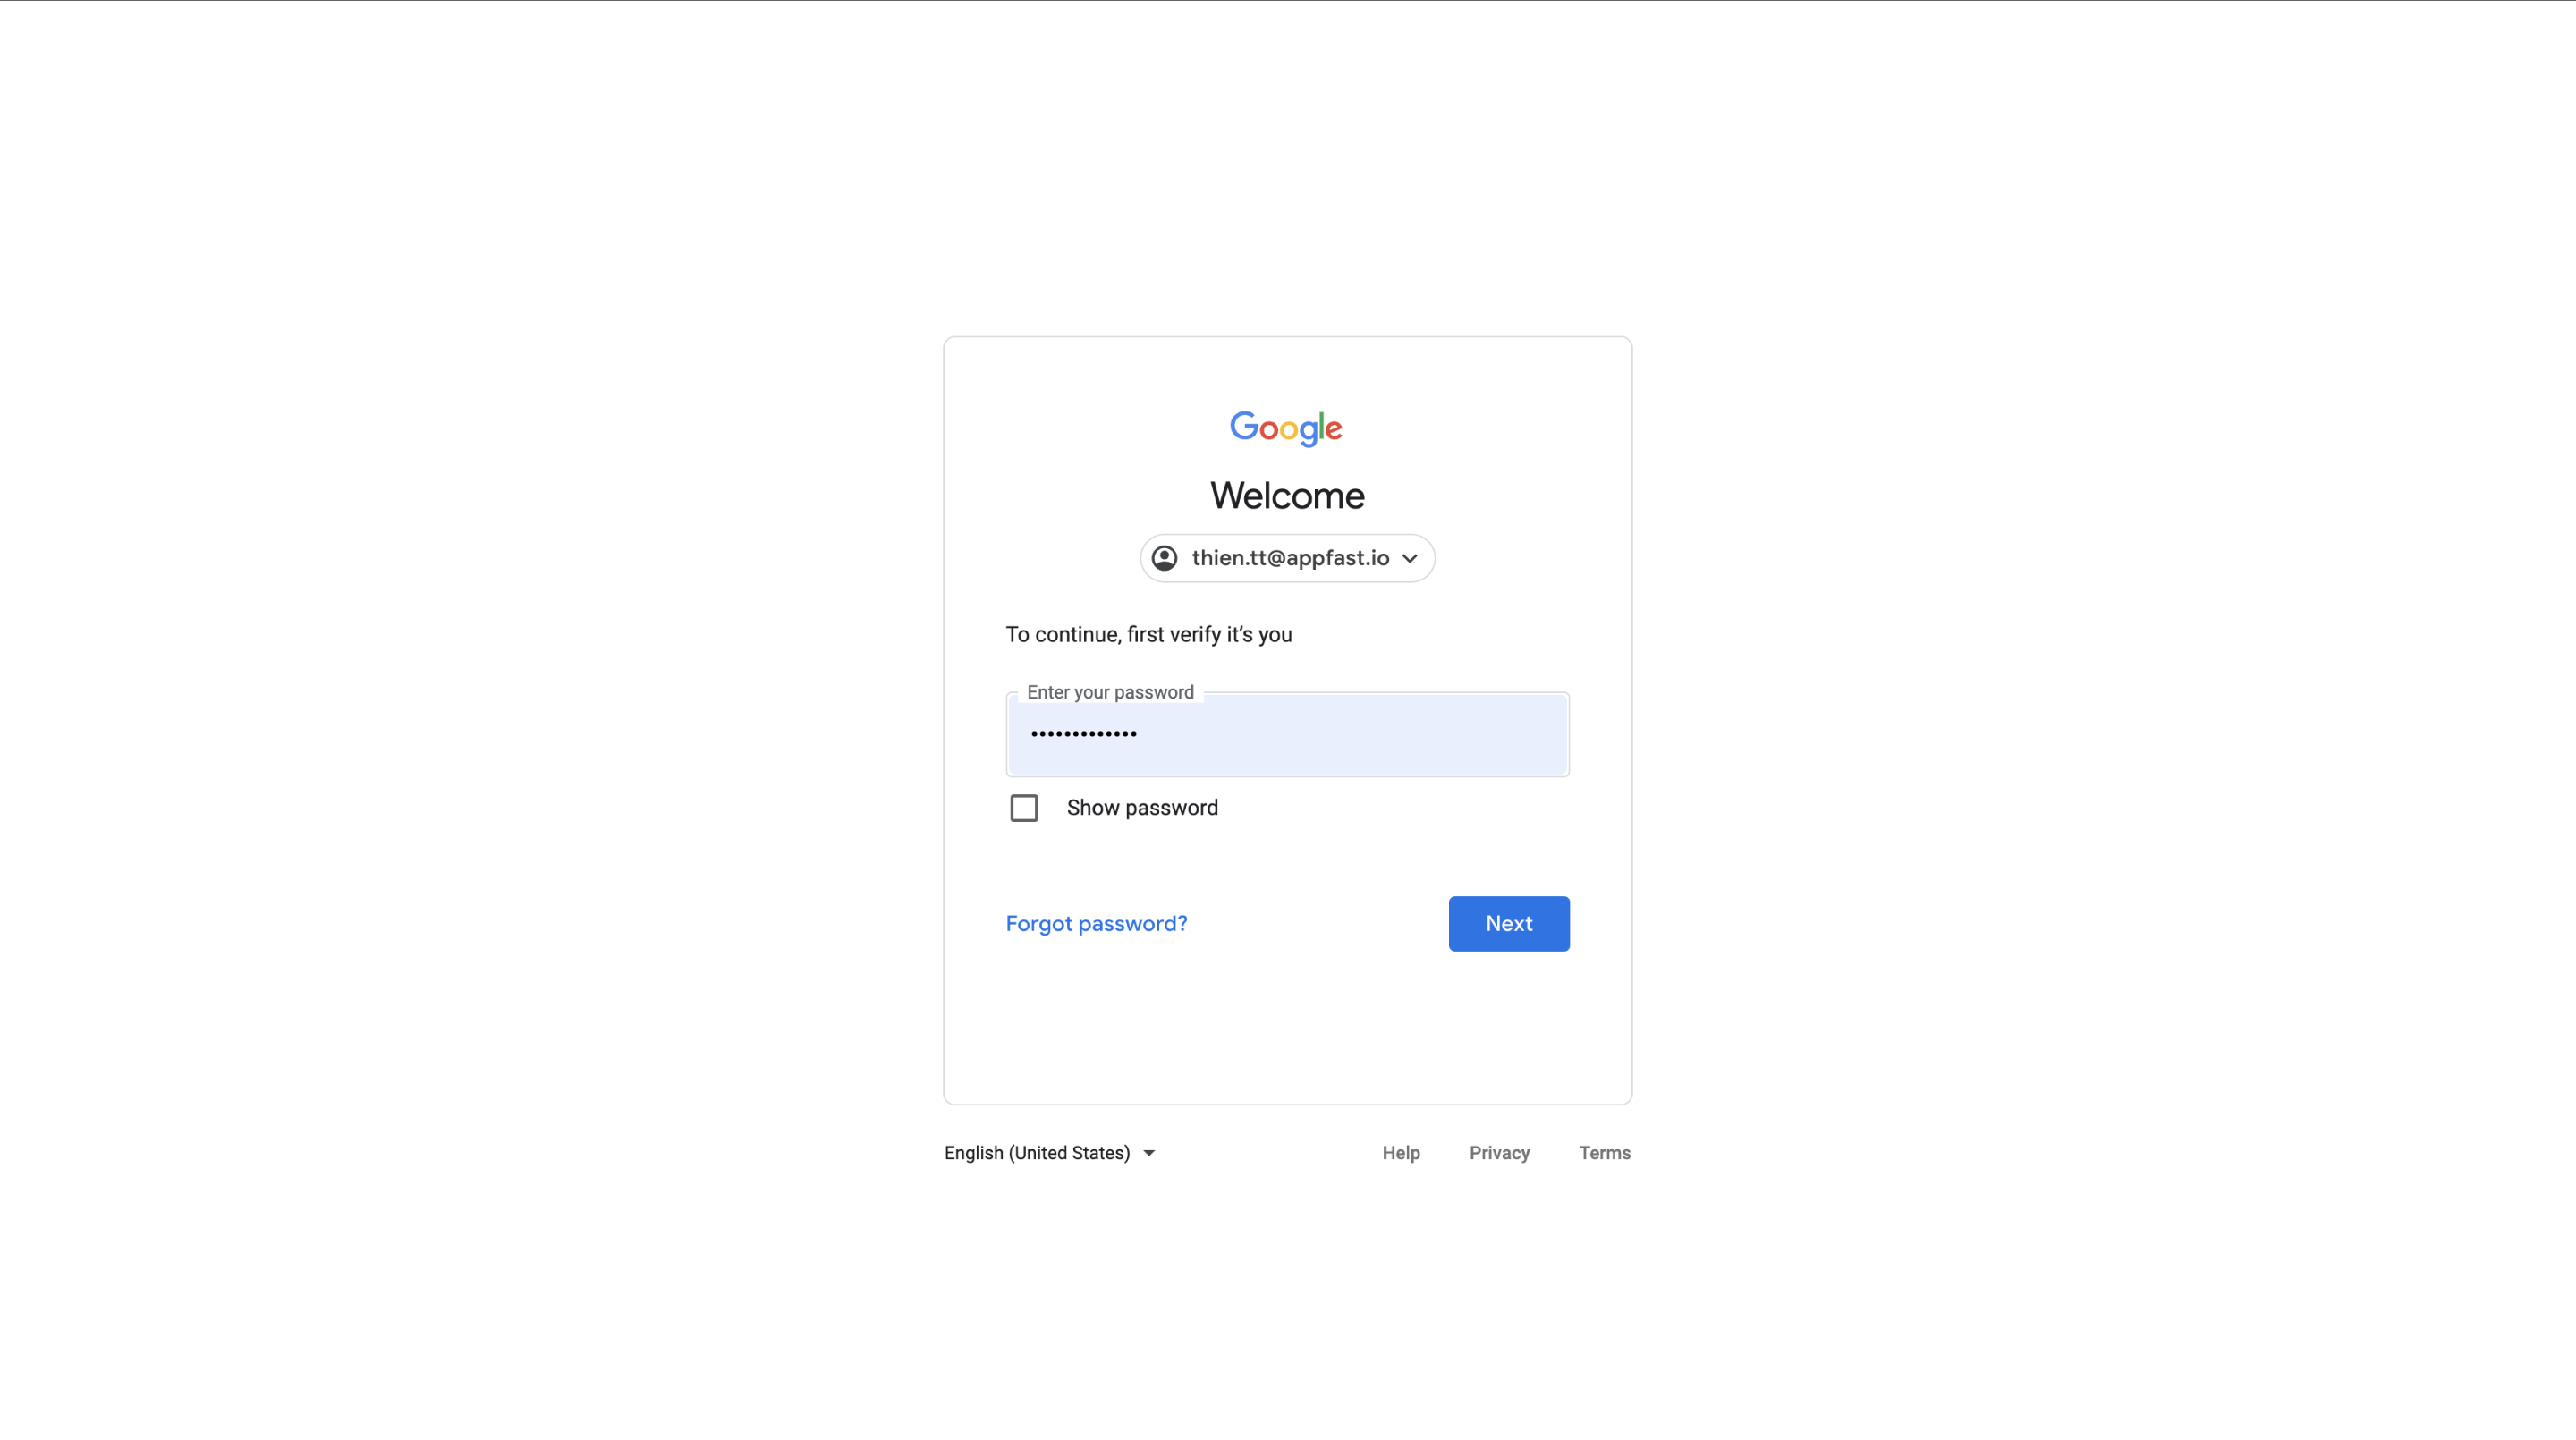 Google
Welcome
thien.tt@appfast.io
To continue, first verify it’s you
Enter your password
•••••••••••••
Show password
Forgot password?
Next
English (United States)
Help
Privacy
Terms